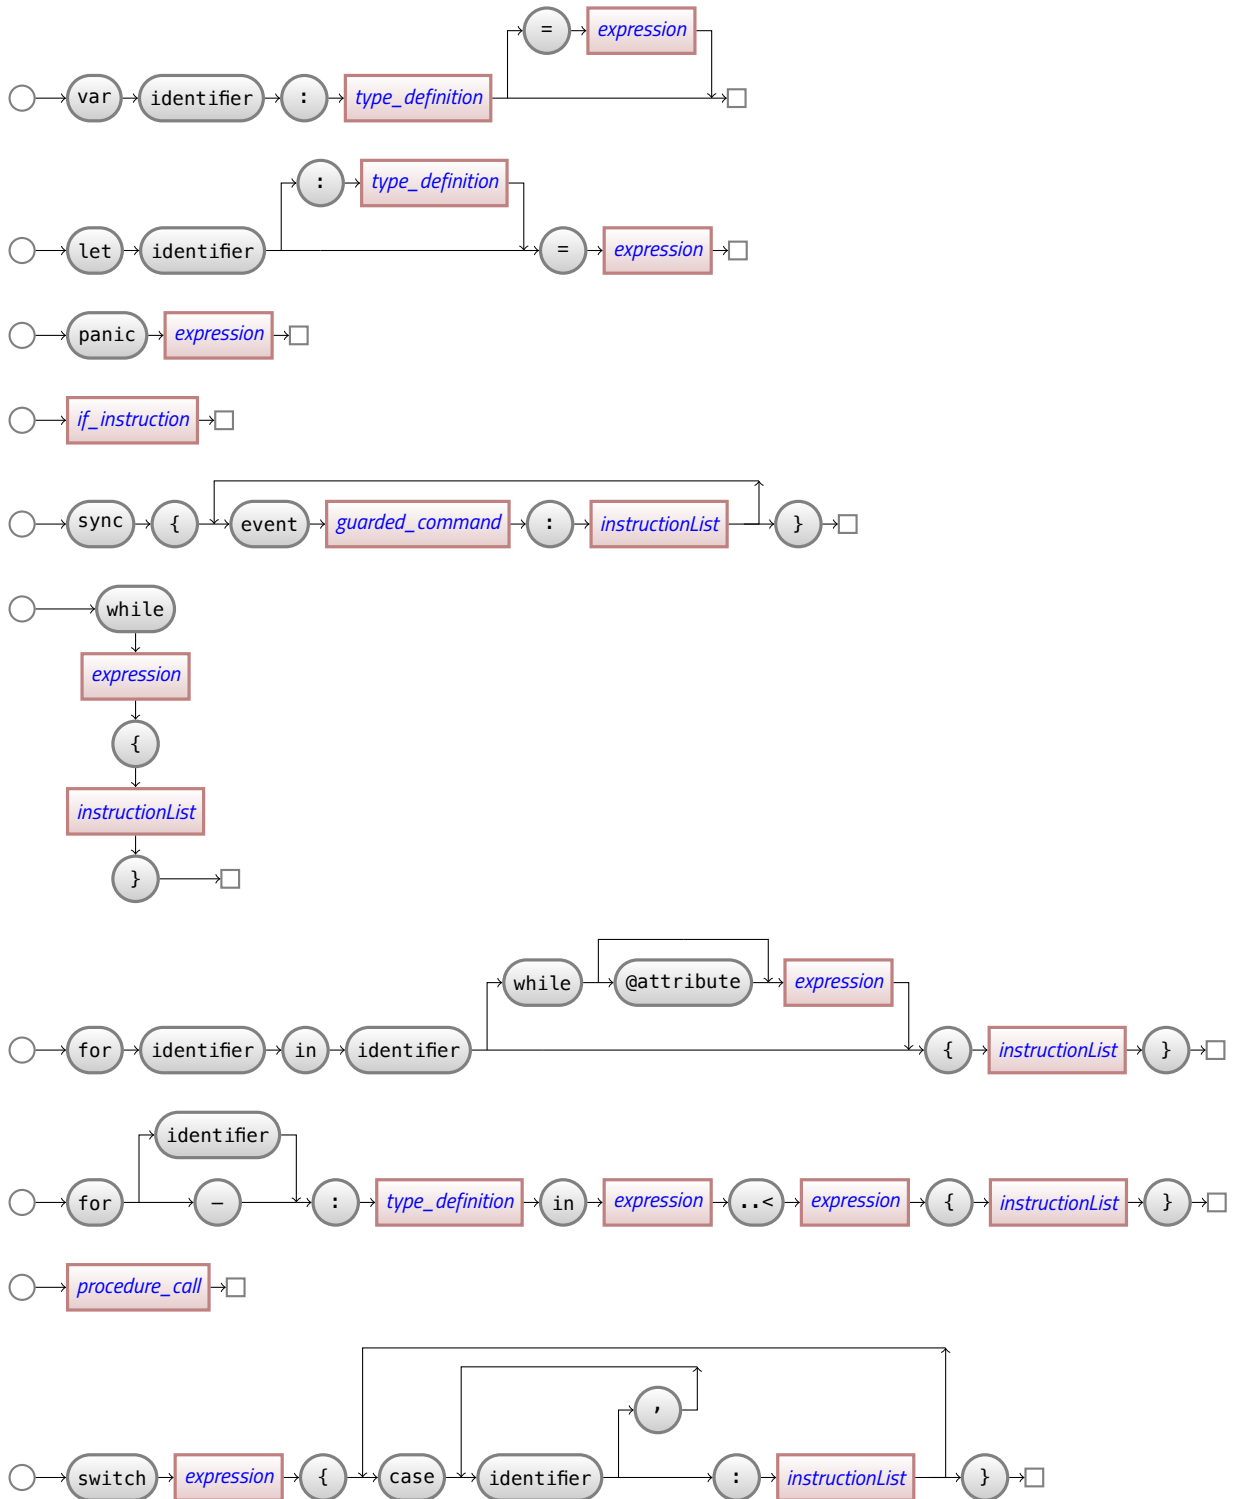 = expression
var identifier : type_definition
: type_definition
let identifier = expression
panic expression
if_instruction
sync { event guarded_command : instructionList }
while
expression
{
instructionList
}
while @attribute expression
for identifier in identifier { instructionList }
identifier
for – : type_definition in expression ..< expression { instructionList }
procedure_call
,
switch expression { case identifier : instructionList }